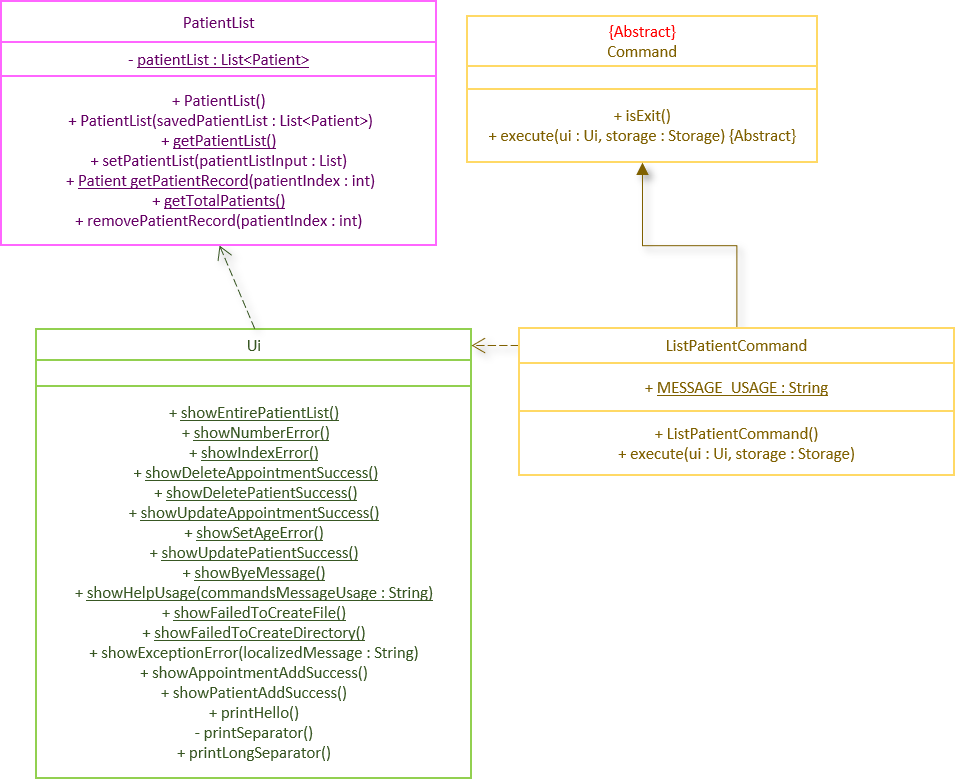 PatientList
- patientList : List<Patient>
+ PatientList()
+ PatientList(savedPatientList : List<Patient>)
+ getPatientList()
+ setPatientList(patientListInput : List)
+ Patient getPatientRecord(patientIndex : int)
+ getTotalPatients()
+ removePatientRecord(patientIndex : int)
{Abstract}
Command
+ isExit()
+ execute(ui : Ui, storage : Storage) {Abstract}
Ui
+ showEntirePatientList()
+ showNumberError()
+ showIndexError()
+ showDeleteAppointmentSuccess()
+ showDeletePatientSuccess()
+ showUpdateAppointmentSuccess()
+ showSetAgeError()
+ showUpdatePatientSuccess()
+ showByeMessage()
+ showHelpUsage(commandsMessageUsage : String)
+ showFailedToCreateFile()
+ showFailedToCreateDirectory()
+ showExceptionError(localizedMessage : String)
+ showAppointmentAddSuccess()
+ showPatientAddSuccess()
+ printHello()
- printSeparator()
+ printLongSeparator()
ListPatientCommand
+ MESSAGE_USAGE : String
+ ListPatientCommand()
+ execute(ui : Ui, storage : Storage)